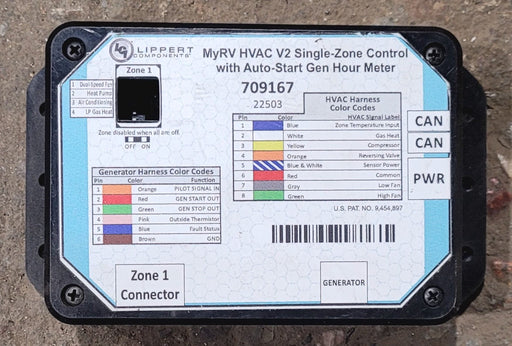 LIPPERT
COMPONENTS
MyRV HVAC V2 Single-Zone Control
with Auto-Start Gen Hour Meter
709167
22503
Zone 1
1 Dual Speed Fan
2 Heat Pump
3 Air Conditioning
4 LP Gas Heat
Zone disabled when all are off.
OFF ON
HVAC Harness
Color Codes
Pin Color HVAC Signal Label
1 Blue Zone Temperature Input
2 White Gas Heat
3 Yellow Compressor
4 Orange Reversing Valve
5 Blue & White Sensor Power
6 Red Common
7 Gray Low Fan
8 Green High Fan
U.S. PAT. NO. 9,454,897
CAN
CAN
PWR
Generator Harness Color Codes
Pin Color Function
1 Orange PILOT SIGNAL IN
2 Red GEN START OUT
3 Green GEN STOP OUT
4 Pink Outside Thermistor
5 Blue Fault Status
6 Brown GND
Zone 1
Connector
GENERATOR